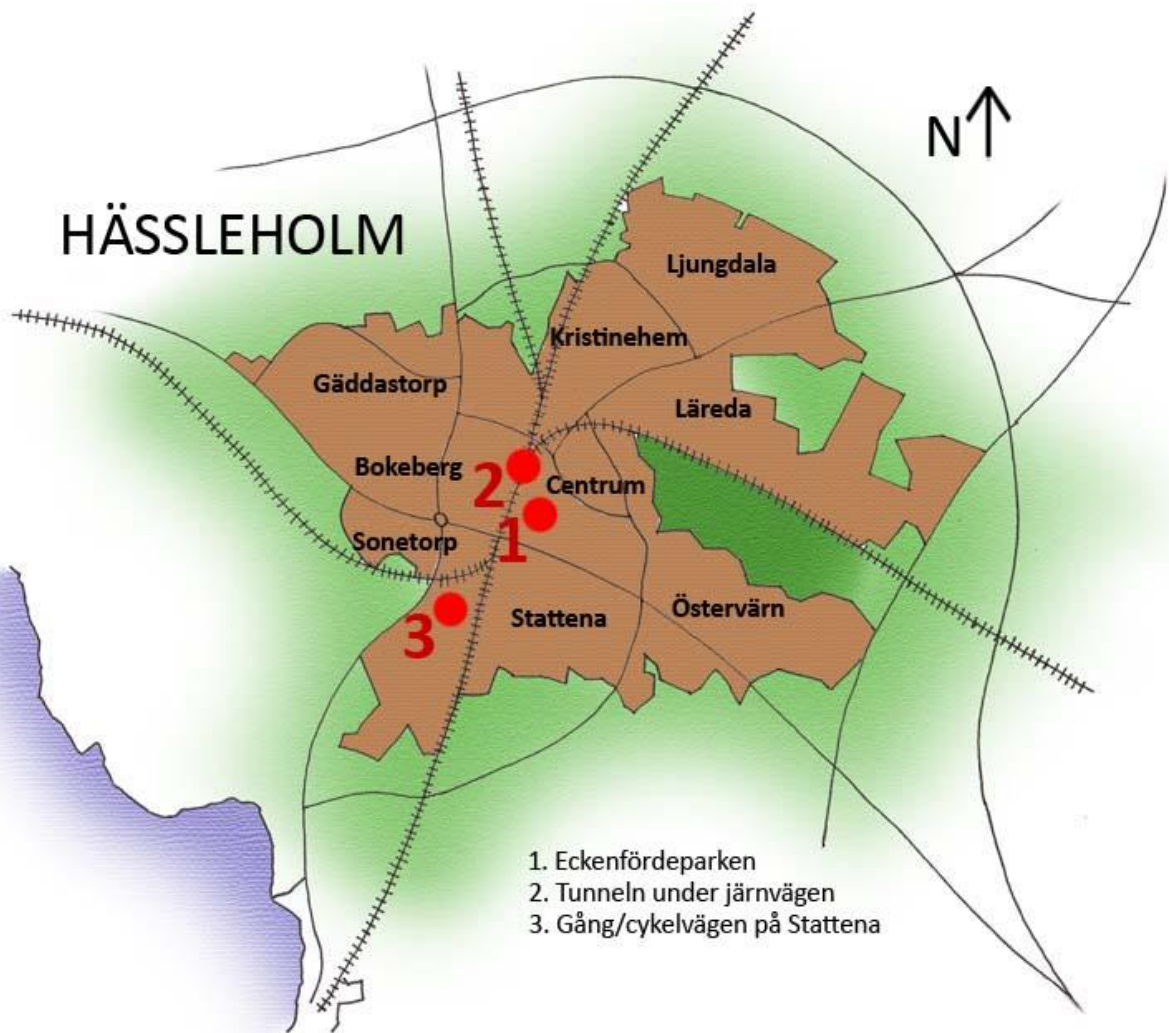 N
HÄSSLEHOLM
Ljungdala
Kristinehem
Gäddastorp
Läreda
Bokeberg
2
Centrum
1
Sonetorp
Östervärn
Stattena
3
1. Eckenfördeparken
2. Tunneln under järnvägen
3. Gång/cykelvägen på Stattena